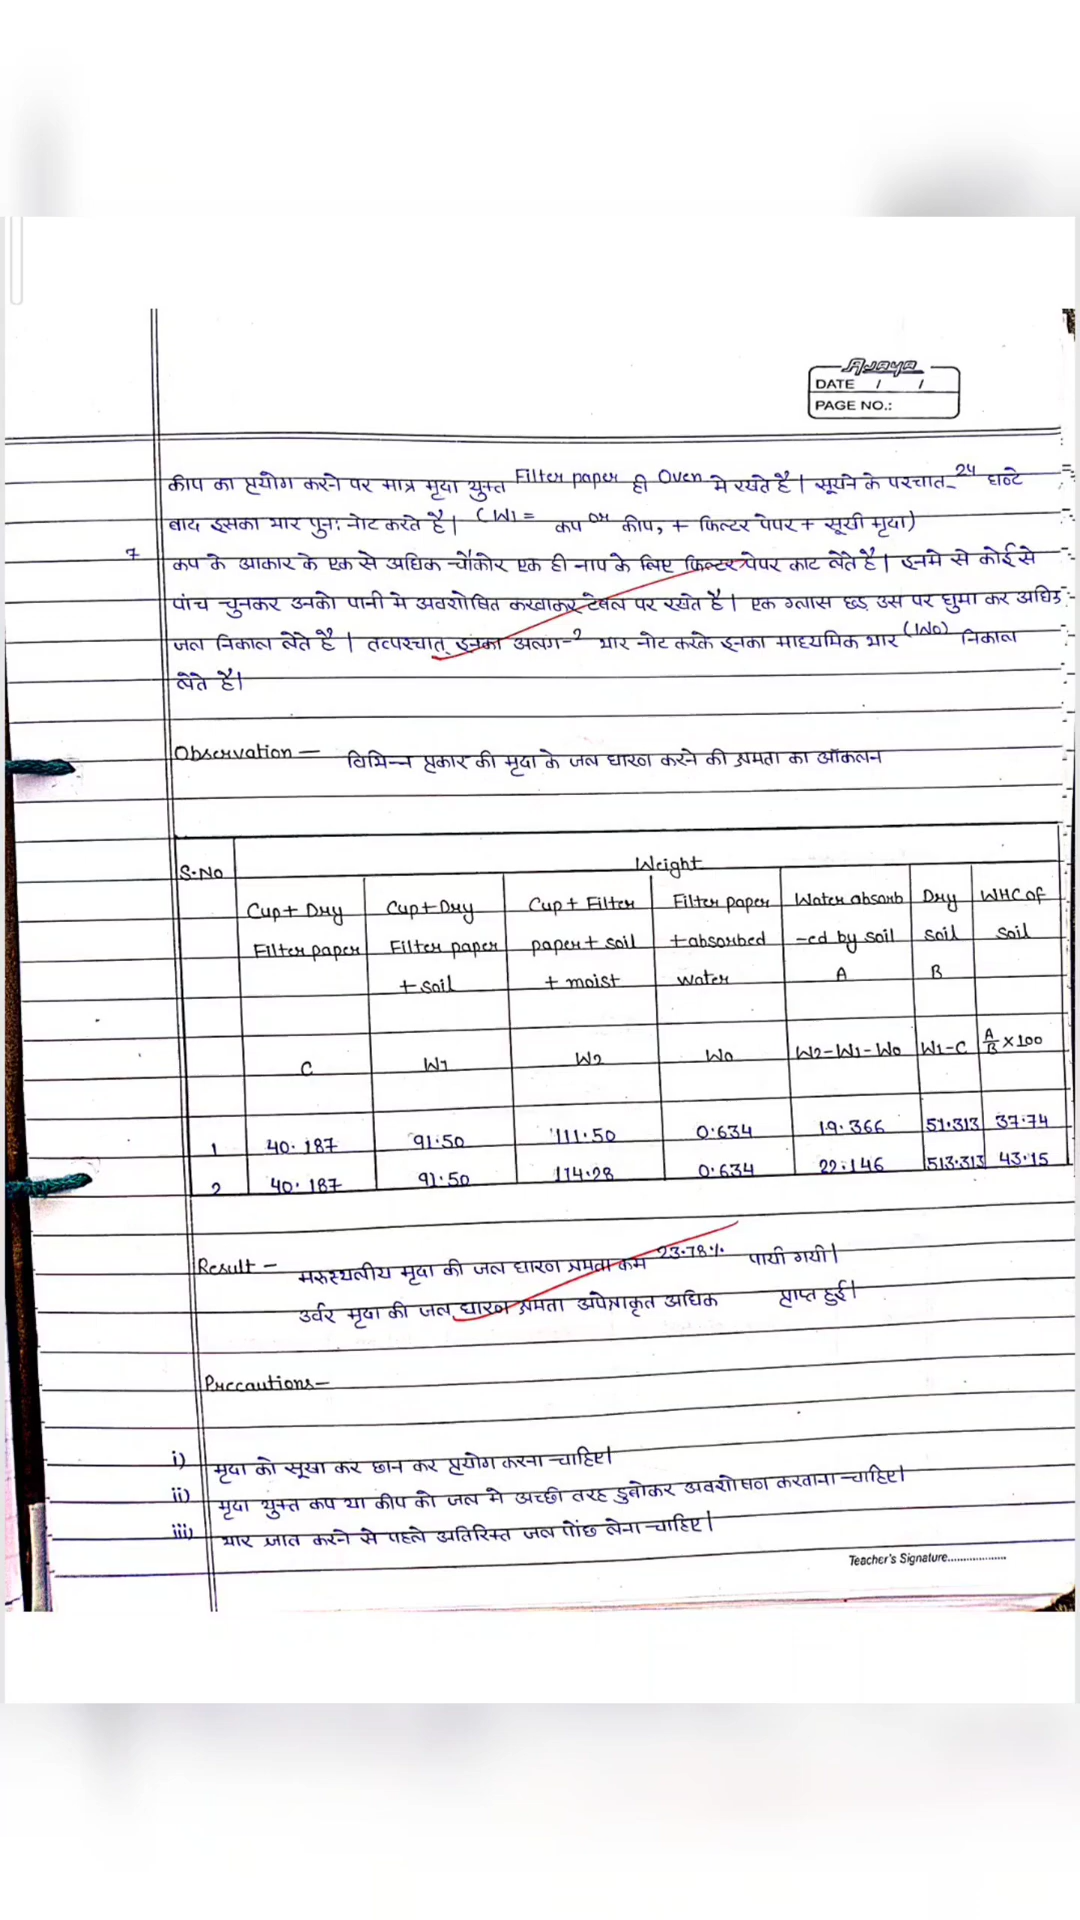 Ajaya
DATE / /
PAGE NO.:
कीप का प्रयोग करने पर मात्र मृदा युक्त Filter paper ही Oven मे रखते है। सूखने के पश्चात 24 घण्टे
बाद इसका भार पुनः नोट करते है। (W1 = कप or कीप, + फिल्टर पेपर + सूखी मृदा)
7 कप के आकार के एक से अधिक चौकोर एक ही नाप के लिए फिल्टर पेपर काट लेते है। इनमे से कोई से
पांच चुनकर उनको पानी मे अवशोषित करवाकर टेबल पर रखते है। एक ग्लास छड़ उस पर घुमा कर अधिक
जल निकाल लेते है। तत्पश्चात् इनका अलग-2 भार नोट करके इनका माध्यमिक भार (W0) निकाल
लेते है।
Observation – विभिन्न प्रकार की मृदा के जल धारण करने की क्षमता का ऑकलन
S.No Weight
Cup + Dry Filter paper C
Cup + Dry Filter paper + soil W1
Cup + Filter paper + soil + moist W2
Filter paper + absorbed water W0
Water absorb-ed by soil A W2-W1-W0
Dry soil B W1-C
WHC of soil A/B × 100
1 40.187 91.50 111.50 0.634 19.366 51.313 37.74
2 40.187 91.50 114.28 0.634 22.146 513.313 43.15
Result – मरुस्थलीय मृदा की जल धारण क्षमता कम 23.78% पायी गयी।
उर्वर मृदा की जल धारण क्षमता अपेक्षाकृत अधिक प्राप्त हुई।
Precautions–
i) मृदा को सूखा कर छान कर प्रयोग करना चाहिए।
ii) मृदा युक्त कप या कीप को जल मे अच्छी तरह डुबोकर अवशोषण करवाना चाहिए।
iii) भार ज्ञात करने से पहले अतिरिक्त जल पोंछ लेना चाहिए।
Teacher's Signature...................